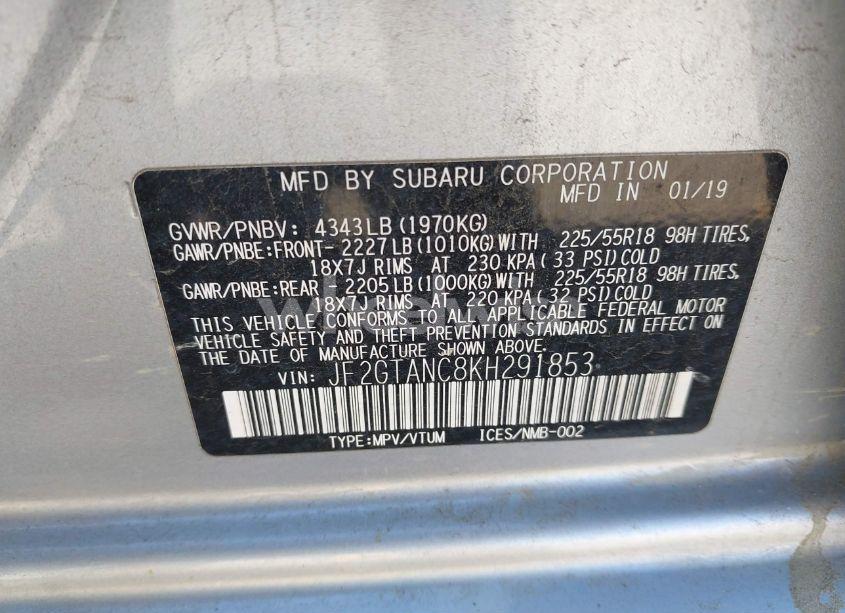 MFD BY SUBARU CORPORATION
MFD IN 01/19
GVWR/PNBV: 4343LB (1970KG)
GAWR/PNBE:FRONT- 2227LB (1010KG) WITH 225/55R18 98H TIRES,
18X7J RIMS AT 230 KPA ( 33 PSI) COLD
GAWR/PNBE:REAR - 2205LB (1000KG) WITH 225/55R18 98H TIRES,
18X7J RIMS AT 220 KPA ( 32 PSI) COLD
THIS VEHICLE CONFORMS TO ALL APPLICABLE FEDERAL MOTOR
VEHICLE SAFETY AND THEFT PREVENTION STANDARDS IN EFFECT ON
THE DATE OF MANUFACTURE SHOWN ABOVE.
VIN: JF2GTANC8KH291853
TYPE:MPV/VTUM ICES/NMB-002